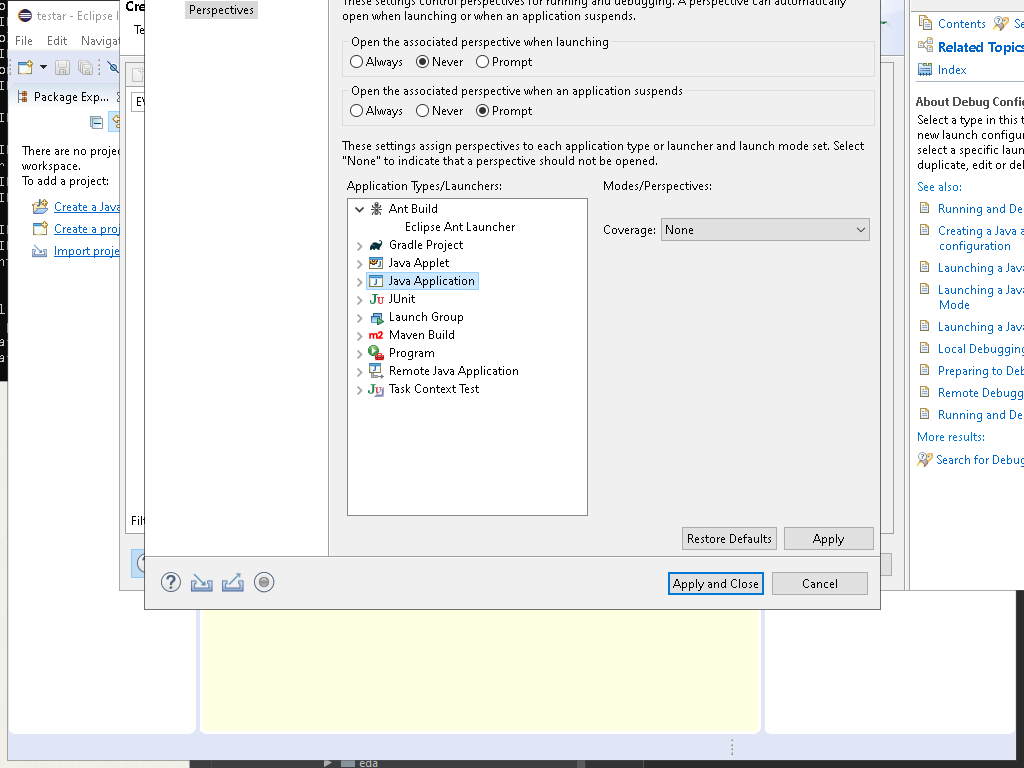 testar - Eclipse I
File Edit Navigat
Package Exp...
There are no proje
workspace.
To add a project:
Create a Java
Create a proj
Import proje
Cre
Te
Filt
Perspectives
These settings control perspectives for running and debugging. A perspective can automatically
open when launching or when an application suspends.
Open the associated perspective when launching
Always Never Prompt
Open the associated perspective when an application suspends
Always Never Prompt
These settings assign perspectives to each application type or launcher and launch mode set. Select
"None" to indicate that a perspective should not be opened.
Application Types/Launchers:
Modes/Perspectives:
Ant Build
Eclipse Ant Launcher
Gradle Project
Java Applet
Java Application
JUnit
Launch Group
Maven Build
Program
Remote Java Application
Task Context Test
Coverage: None
Restore Defaults Apply
Apply and Close Cancel
Contents Se
Related Topics
Index
About Debug Config
Select a type in this t
new launch configur
select a specific laun
duplicate, edit or del
See also:
Running and De
Creating a Java a
configuration
Launching a Java
Launching a Java
Mode
Launching a Java
Local Debugging
Preparing to Deb
Remote Debugg
Running and De
More results:
Search for Debug
eda